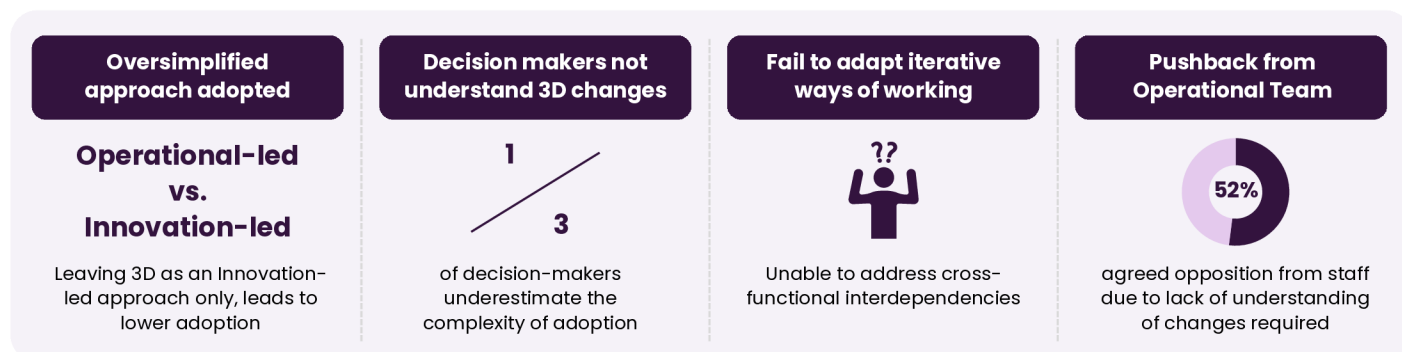 Oversimplified
approach adopted
Operational-led
vs.
Innovation-led
Leaving 3D as an Innovation-
led approach only, leads to
lower adoption
Decision makers not
understand 3D changes
1
3
of decision-makers
underestimate the
complexity of adoption
Fail to adapt iterative
ways of working
??
Unable to address cross-
functional interdependencies
Pushback from
Operational Team
52%
agreed opposition from staff
due to lack of understanding
of changes required